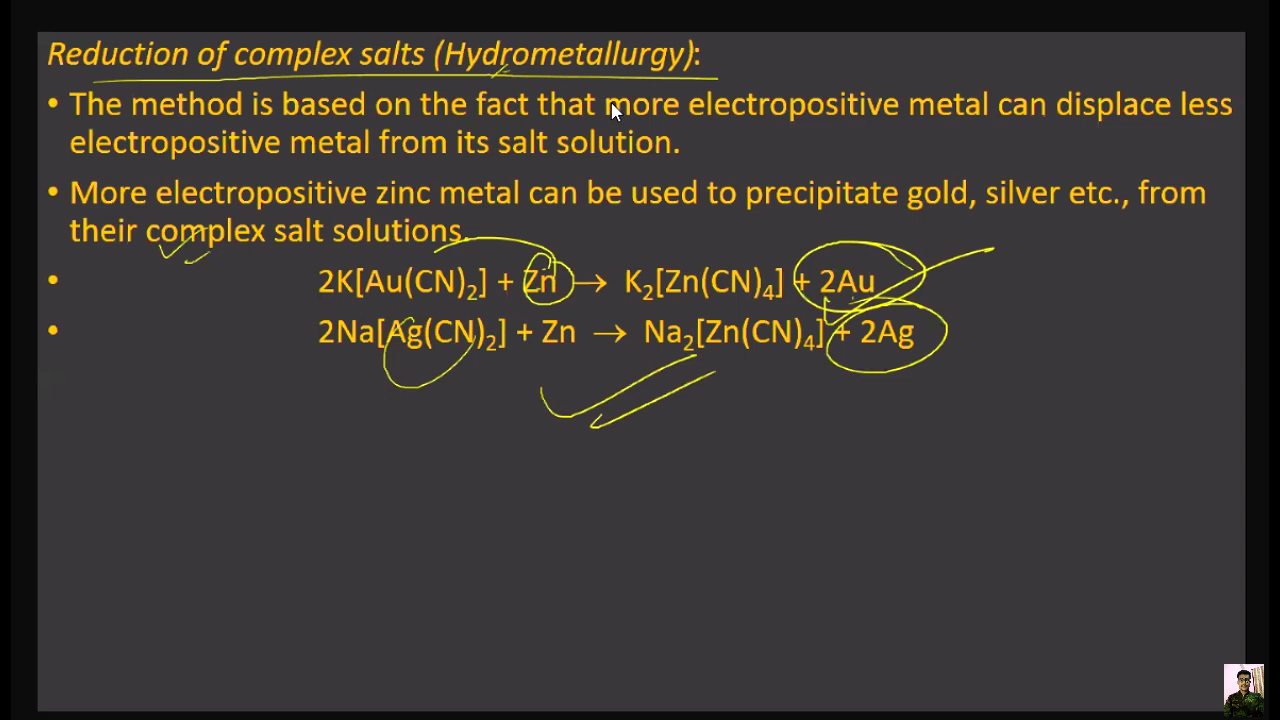 Reduction of complex salts (Hydrometallurgy):
• The method is based on the fact that more electropositive metal can displace less
electropositive metal from its salt solution.
• More electropositive zinc metal can be used to precipitate gold, silver etc., from
their complex salt solutions.
• 2K[Au(CN)₂] + Zn → K₂[Zn(CN)₄] + 2Au
• 2Na[Ag(CN)₂] + Zn → Na₂[Zn(CN)₄] + 2Ag